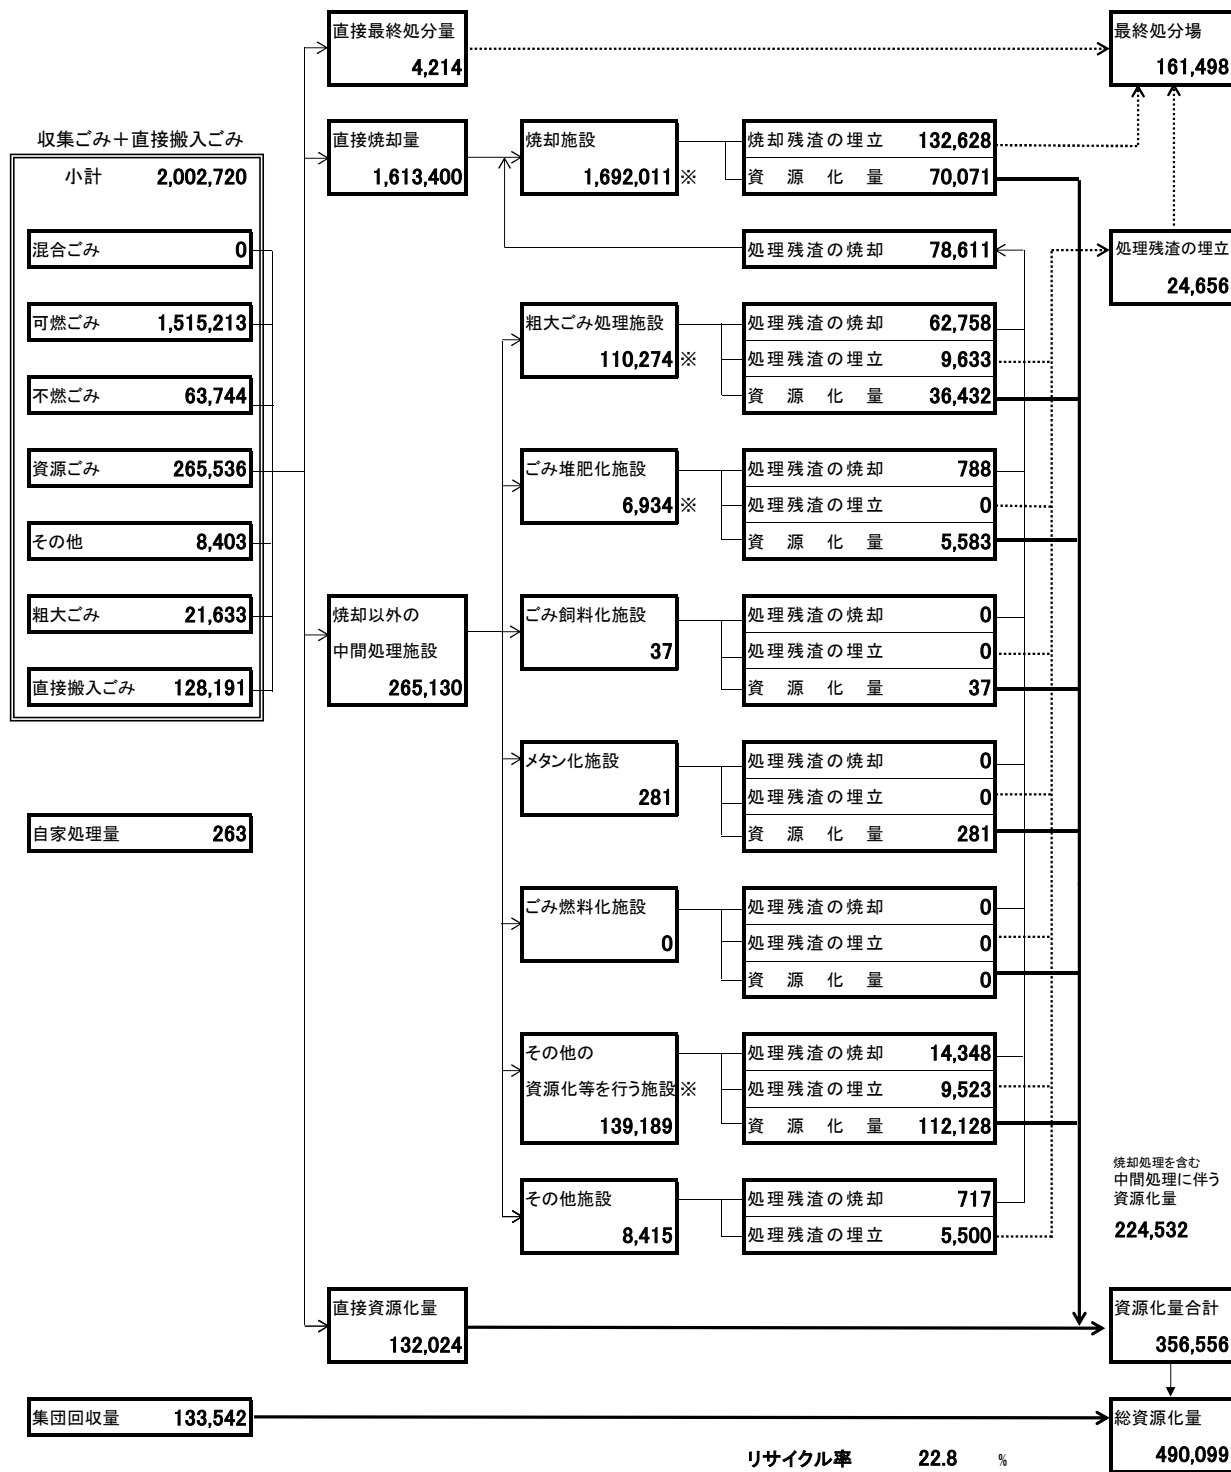 直接最終処分量
4,214
最終処分場
161,498
収集ごみ+直接搬入ごみ
小計 2,002,720
混合ごみ 0
可燃ごみ 1,515,213
不燃ごみ 63,744
資源ごみ 265,536
その他 8,403
粗大ごみ 21,633
直接搬入ごみ 128,191
自家処理量 263
直接焼却量
1,613,400
焼却施設
1,692,011 ※
焼却残渣の埋立 132,628
資源化量 70,071
処理残渣の焼却 78,611
処理残渣の埋立
24,656
焼却以外の
中間処理施設
265,130
粗大ごみ処理施設
110,274 ※
処理残渣の焼却 62,758
処理残渣の埋立 9,633
資源化量 36,432
ごみ堆肥化施設
6,934 ※
処理残渣の焼却 788
処理残渣の埋立 0
資源化量 5,583
ごみ飼料化施設
37
処理残渣の焼却 0
処理残渣の埋立 0
資源化量 37
メタン化施設
281
処理残渣の焼却 0
処理残渣の埋立 0
資源化量 281
ごみ燃料化施設
0
処理残渣の焼却 0
処理残渣の埋立 0
資源化量 0
その他の
資源化等を行う施設 ※
139,189
処理残渣の焼却 14,348
処理残渣の埋立 9,523
資源化量 112,128
その他施設
8,415
処理残渣の焼却 717
処理残渣の埋立 5,500
焼却処理を含む
中間処理に伴う
資源化量
224,532
直接資源化量
132,024
資源化量合計
356,556
集団回収量 133,542
総資源化量
490,099
リサイクル率 22.8 %